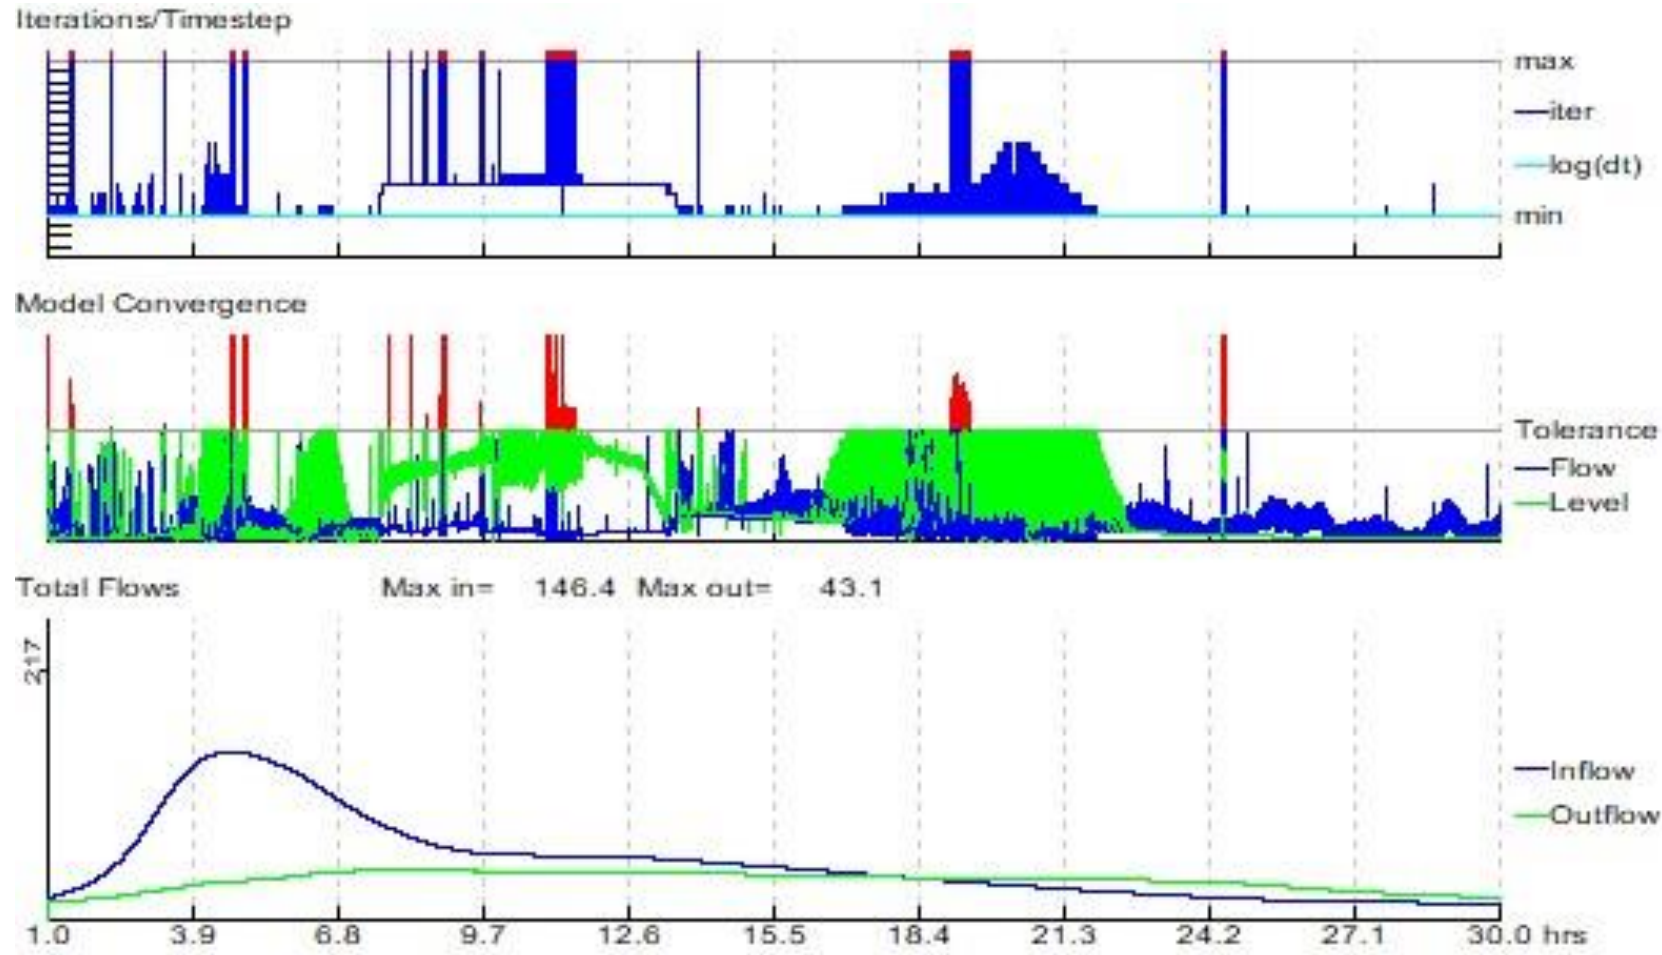 Iterations/Timestep
max
iter
log(dt)
min
Model Convergence
Tolerance
Flow
Level
Total Flows Max in= 146.4 Max out= 43.1
217
Inflow
Outflow
1.0 3.9 6.8 9.7 12.6 15.5 18.4 21.3 24.2 27.1 30.0 hrs